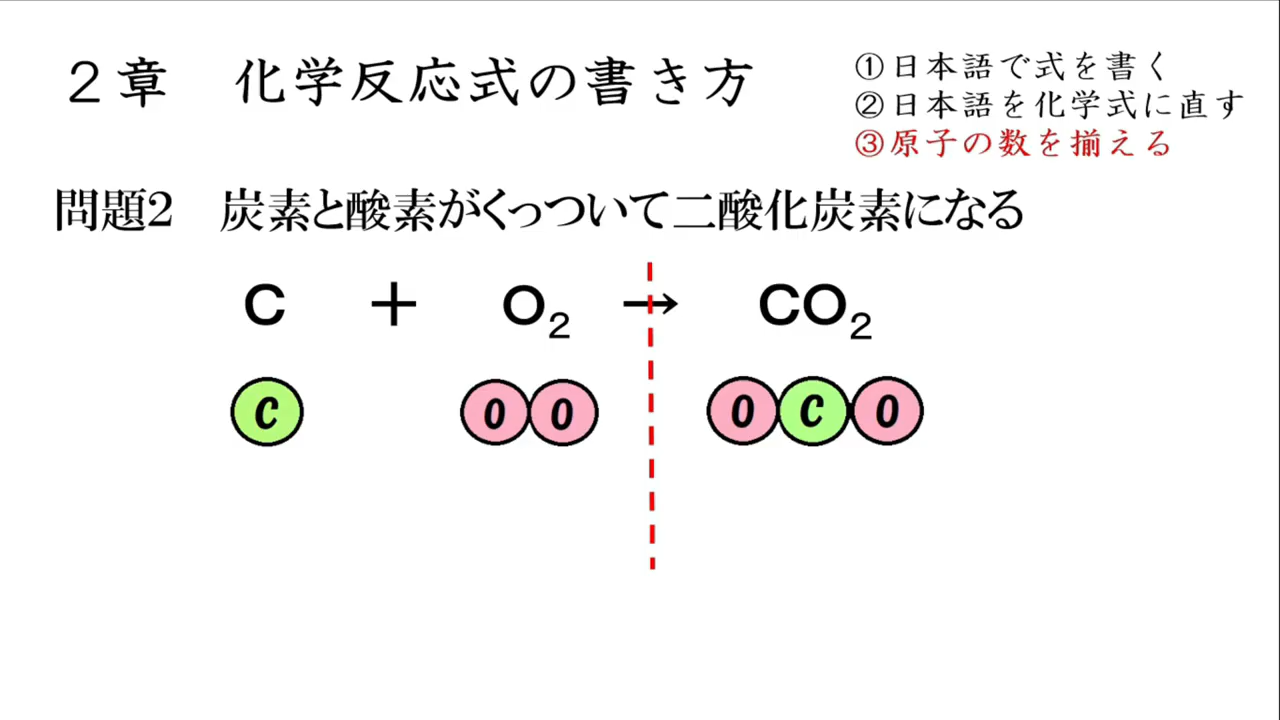 2章 化学反応式の書き方
①日本語で式を書く
②日本語を化学式に直す
③原子の数を揃える
問題2 炭素と酸素がくっついて二酸化炭素になる
C + O₂ → CO₂
C O O O C O